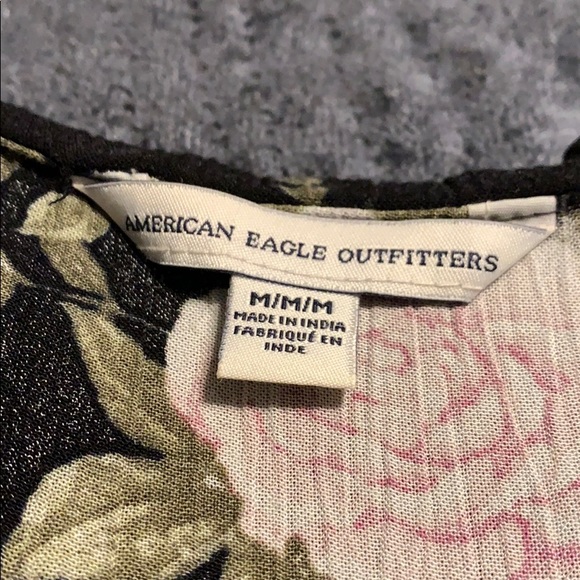 AMERICAN EAGLE OUTFITTERS
M/M/M
MADE IN INDIA
FABRIQUÉ EN
INDE